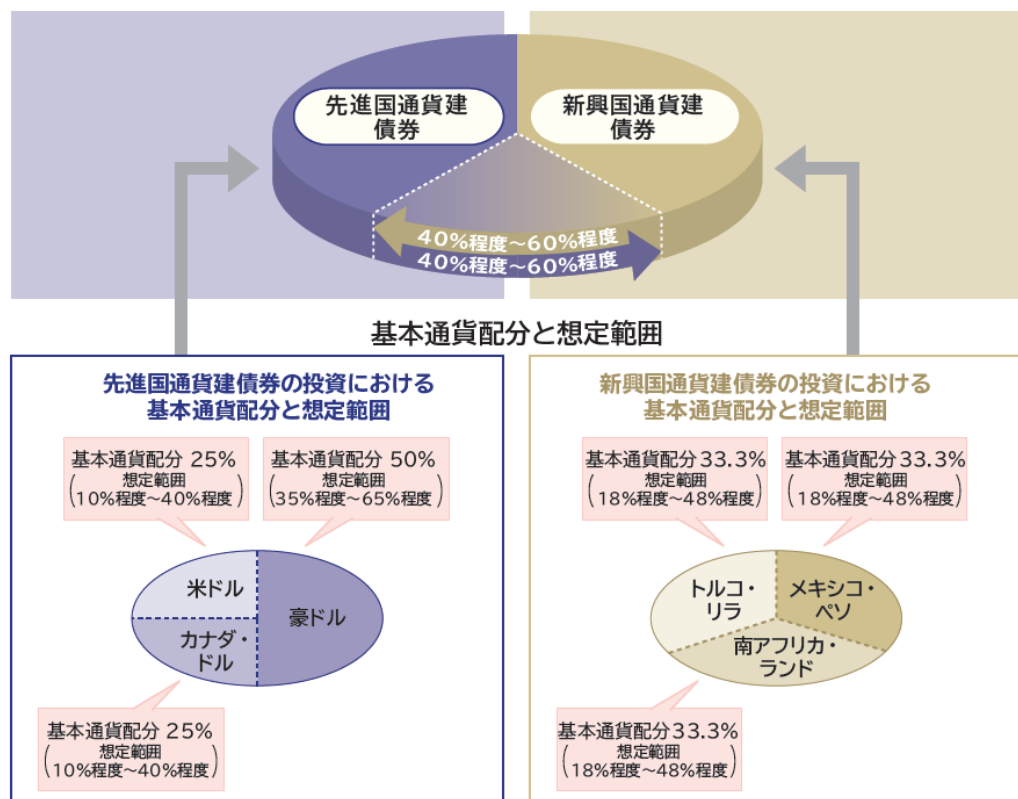 先進国通貨建
債券
新興国通貨建
債券
40%程度～60%程度
40%程度～60%程度
基本通貨配分と想定範囲
先進国通貨建債券の投資における
基本通貨配分と想定範囲
基本通貨配分 25%
想定範囲
(10%程度～40%程度)
基本通貨配分 50%
想定範囲
(35%程度～65%程度)
米ドル
豪ドル
カナダ・
ドル
基本通貨配分 25%
想定範囲
(10%程度～40%程度)
新興国通貨建債券の投資における
基本通貨配分と想定範囲
基本通貨配分33.3%
想定範囲
(18%程度～48%程度)
基本通貨配分33.3%
想定範囲
(18%程度～48%程度)
トルコ・
リラ
メキシコ・
ペソ
南アフリカ・
ランド
基本通貨配分33.3%
想定範囲
(18%程度～48%程度)